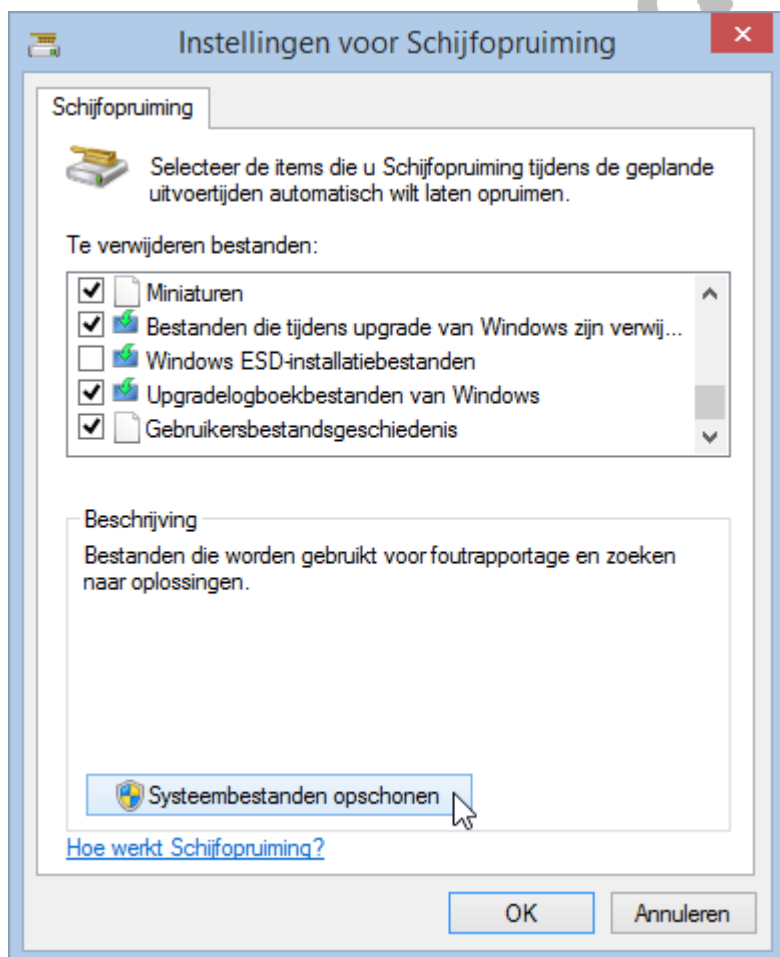 Instellingen voor Schijfopruiming
Schijfopruiming
Selecteer de items die u Schijfopruiming tijdens de geplande
uitvoertijden automatisch wilt laten opruimen.
Te verwijderen bestanden:
Miniaturen
Bestanden die tijdens upgrade van Windows zijn verwij...
Windows ESD-installatiebestanden
Upgradelogboekbestanden van Windows
Gebruikersbestandsgeschiedenis
Beschrijving
Bestanden die worden gebruikt voor foutrapportage en zoeken
naar oplossingen.
Systeembestanden opschonen
Hoe werkt Schijfopruiming?
OK
Annuleren